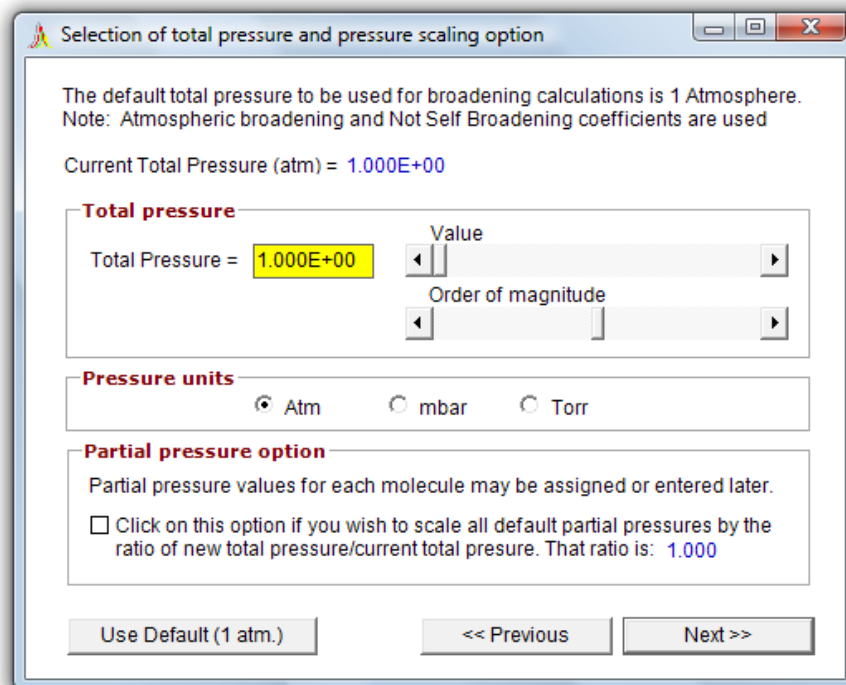 Selection of total pressure and pressure scaling option
The default total pressure to be used for broadening calculations is 1 Atmosphere.
Note: Atmospheric broadening and Not Self Broadening coefficients are used
Current Total Pressure (atm) = 1.000E+00
Total pressure
Value
Total Pressure = 1.000E+00
Order of magnitude
Pressure units
Atm mbar Torr
Partial pressure option
Partial pressure values for each molecule may be assigned or entered later.
Click on this option if you wish to scale all default partial pressures by the
ratio of new total pressure/current total presure. That ratio is: 1.000
Use Default (1 atm.) << Previous Next >>